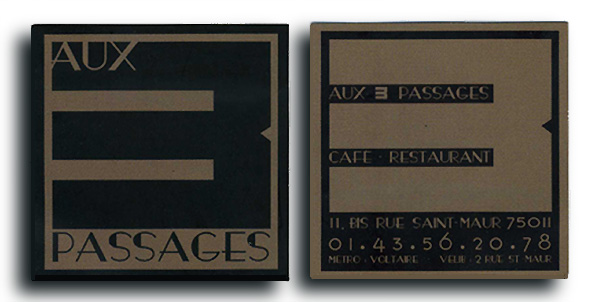 AUX
3
PASSAGES
AUX 3 PASSAGES
CAFE · RESTAURANT
11, BIS RUE SAINT-MAUR 75011
01.43.56.20.78
METRO · VOLTAIRE VELIB · 2 RUE ST MAUR